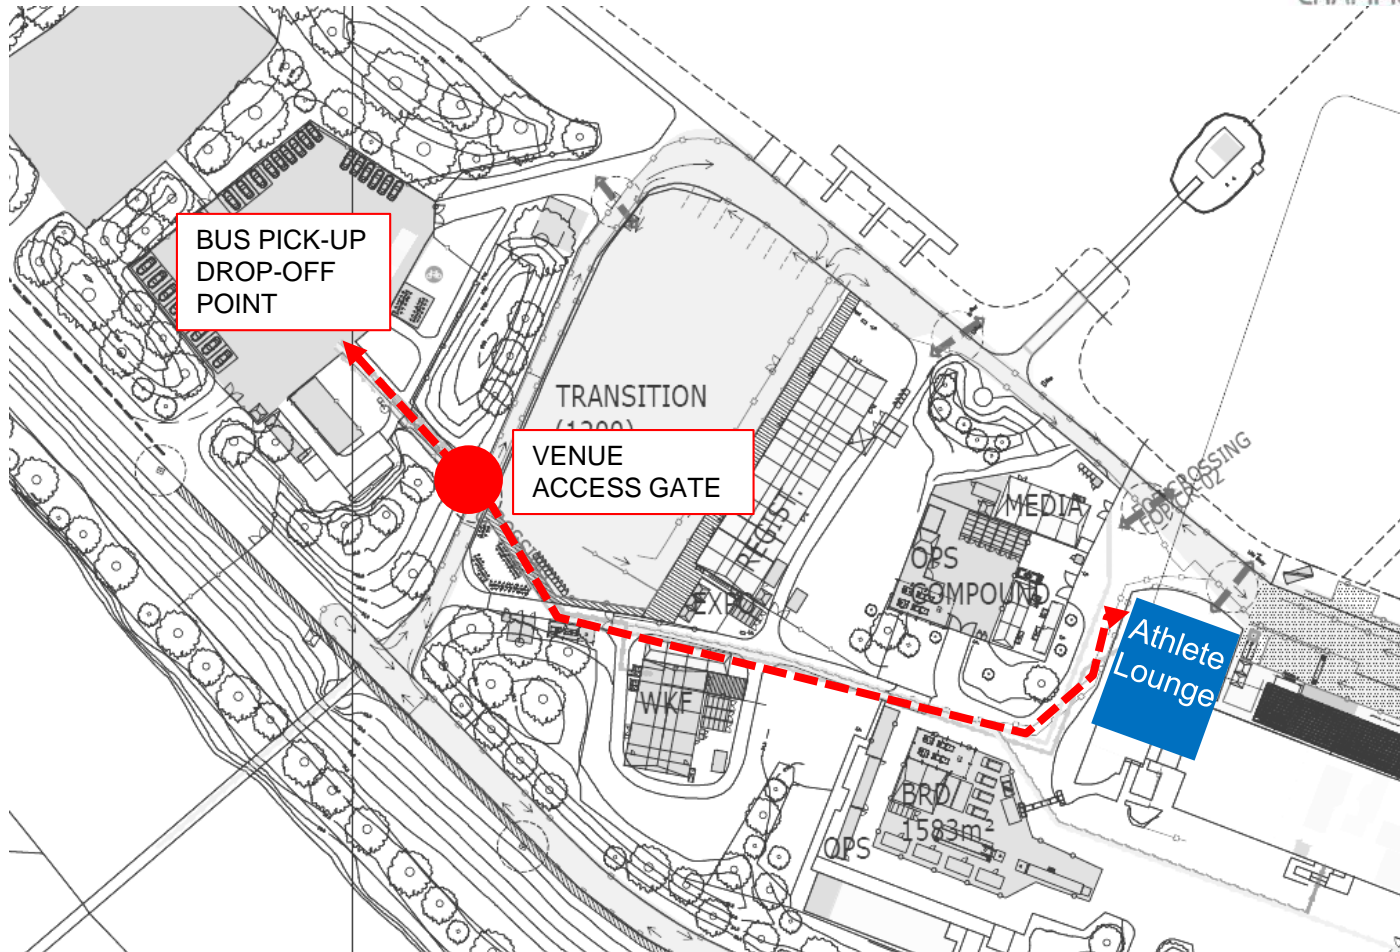 BUS PICK-UP
DROP-OFF
POINT
TRANSITION
VENUE
ACCESS GATE
REGIST.
EXPO
MEDIA
OPS
COMPOUND
CROSSING
Athlete
Lounge
WKF
BRD/
1583m²
OPS